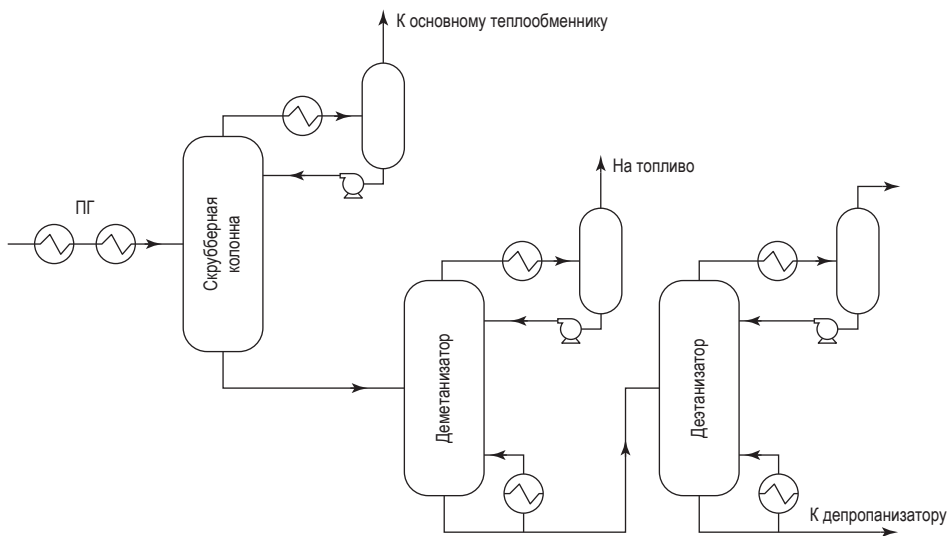 К основному теплообменнику
На топливо
ПГ
Скрубберная
колонна
Деметанизатор
Деэтанизатор
К депропанизатору